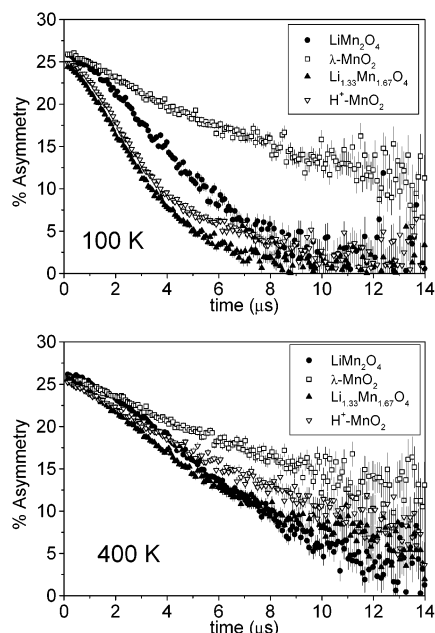 30
25
20
15
10
5
0
% Asymmetry
LiMn₂O₄
λ-MnO₂
Li₁.₃₃Mn₁.₆₇O₄
H⁺-MnO₂
100 K
0 2 4 6 8 10 12 14
time (μs)
30
25
20
15
10
5
0
% Asymmetry
LiMn₂O₄
λ-MnO₂
Li₁.₃₃Mn₁.₆₇O₄
H⁺-MnO₂
400 K
0 2 4 6 8 10 12 14
time (μs)